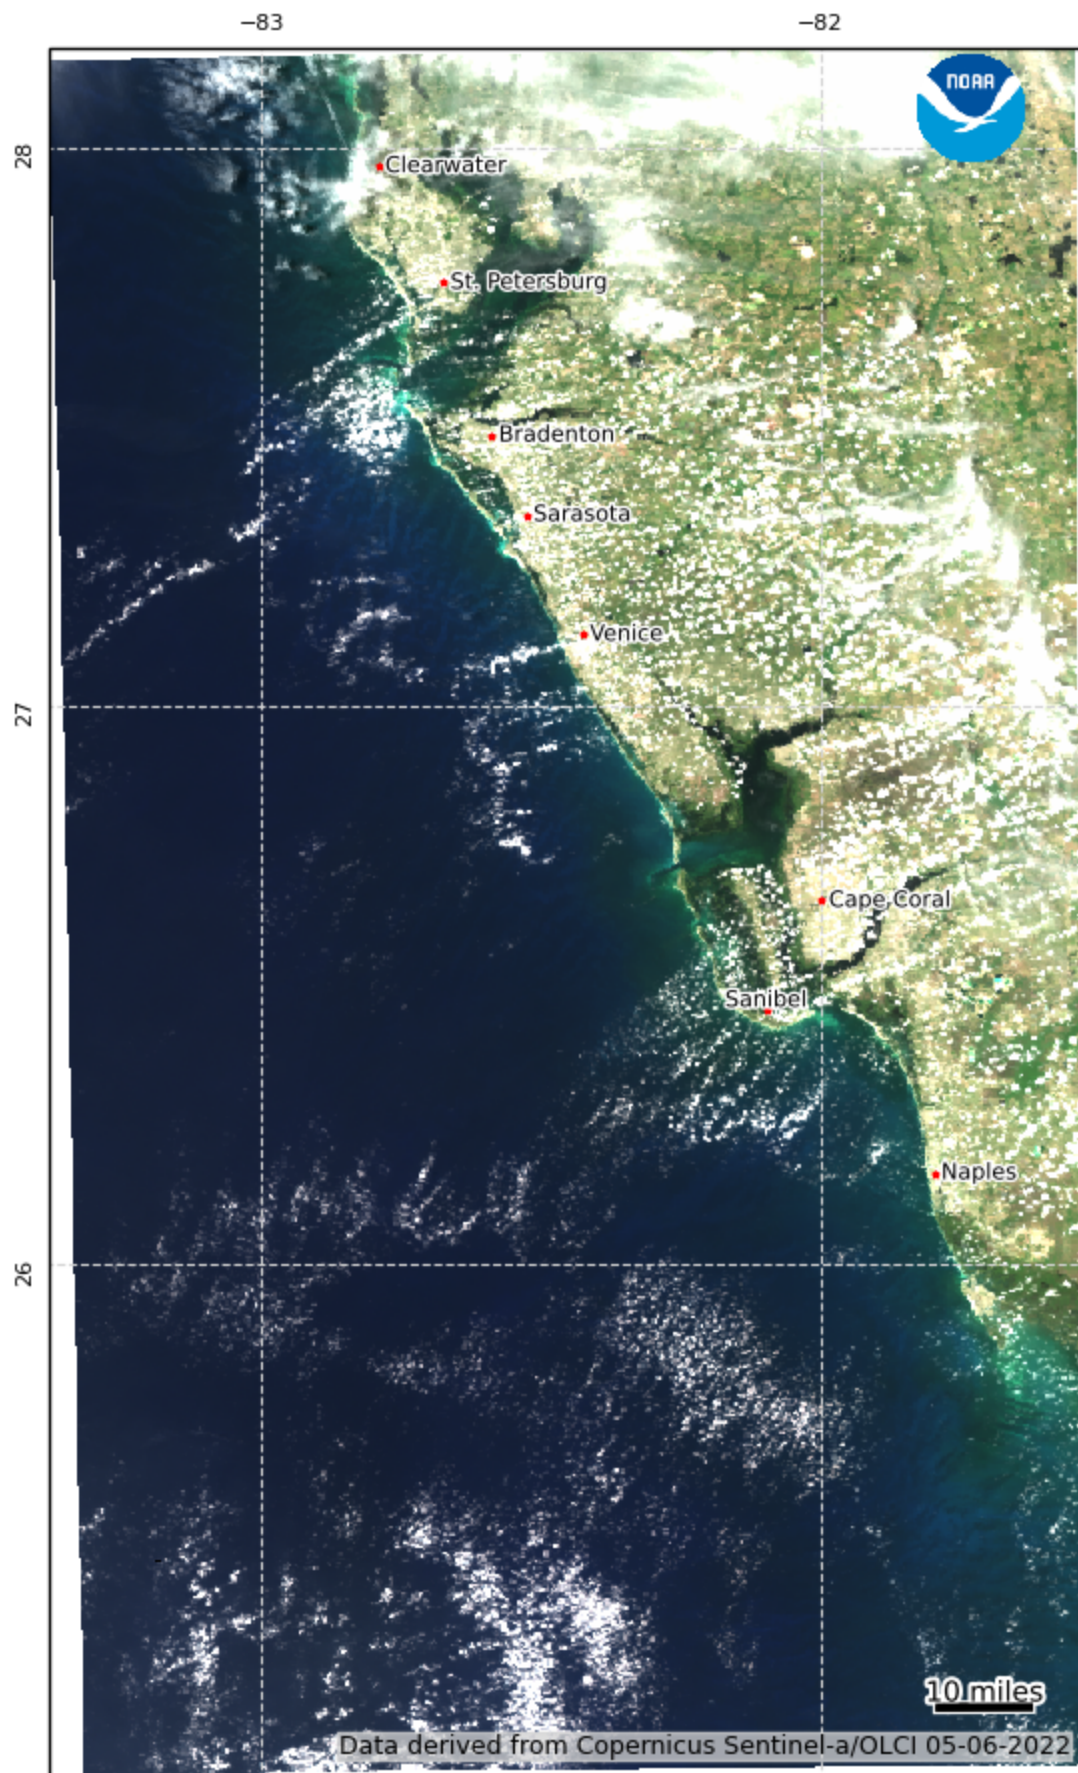 −83
−82
NOAA
28
Clearwater
St. Petersburg
Bradenton
Sarasota
Venice
27
Cape Coral
Sanibel
Naples
26
10 miles
Data derived from Copernicus Sentinel-a/OLCI 05-06-2022